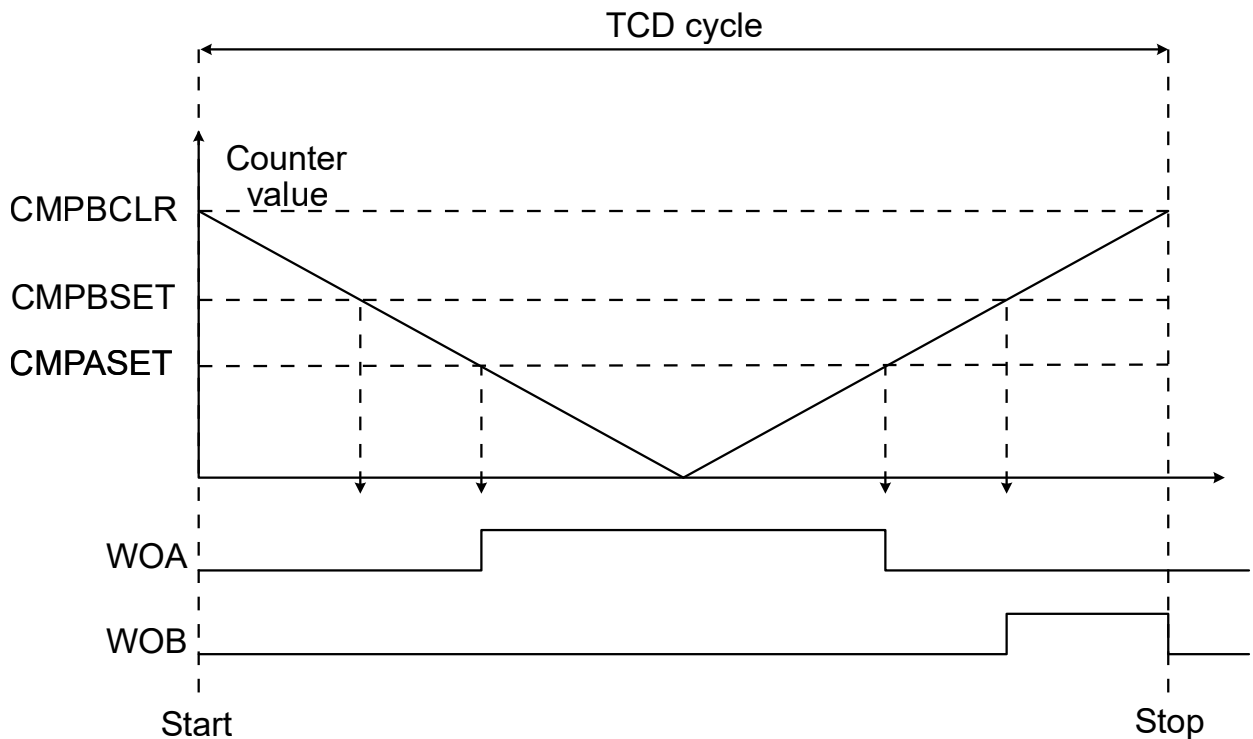 TCD cycle
Counter
value
CMPBCLR
CMPBSET
CMPASET
WOA
WOB
Start
Stop